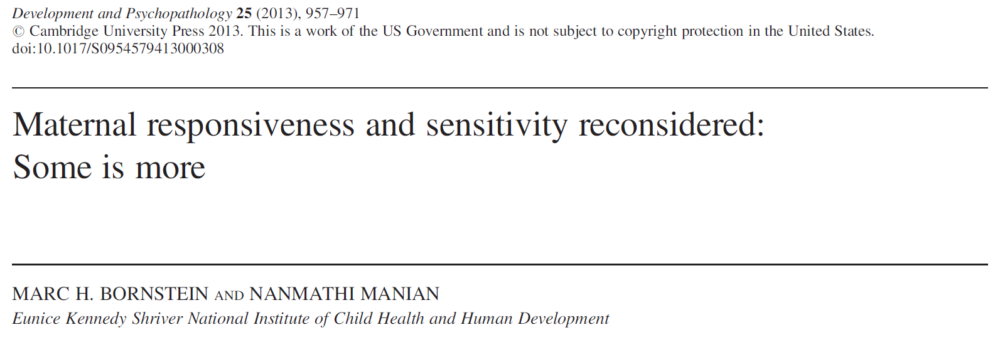 Development and Psychopathology 25 (2013), 957–971
© Cambridge University Press 2013. This is a work of the US Government and is not subject to copyright protection in the United States.
doi:10.1017/S0954579413000308
Maternal responsiveness and sensitivity reconsidered:
Some is more
MARC H. BORNSTEIN AND NANMATHI MANIAN
Eunice Kennedy Shriver National Institute of Child Health and Human Development